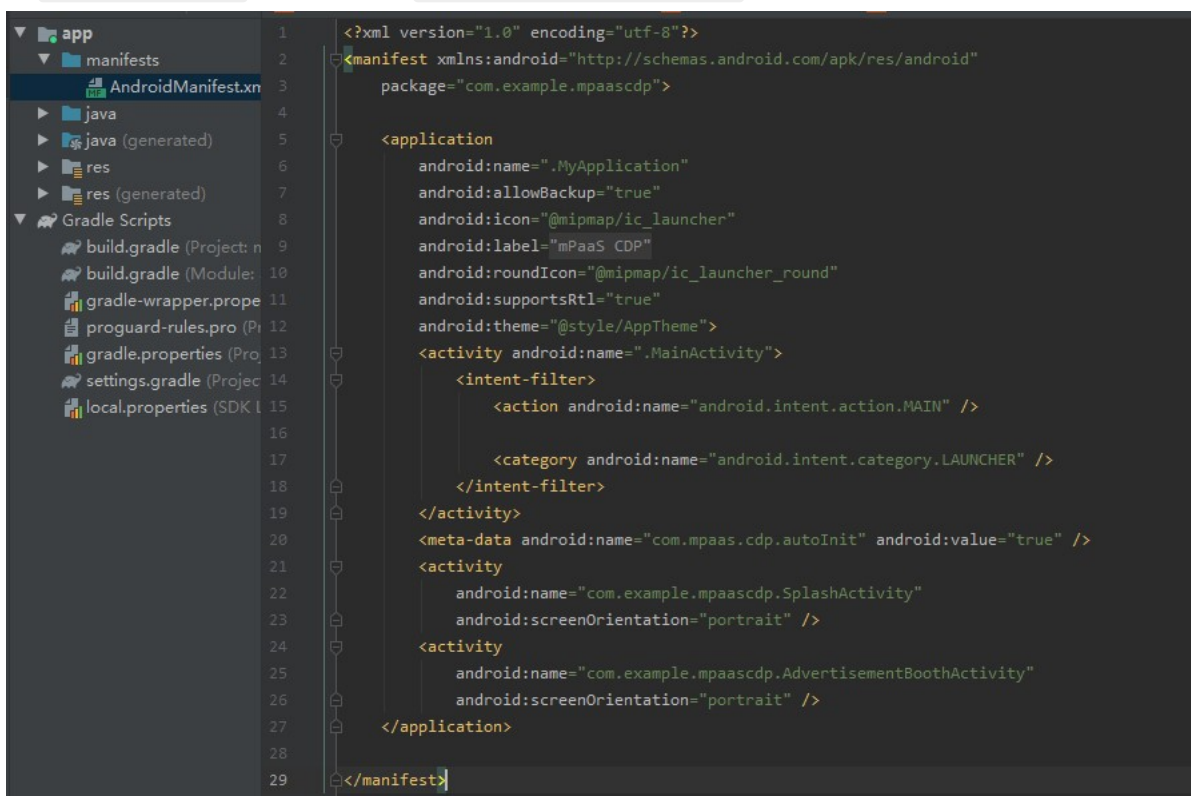 app
manifests
AndroidManifest.xm
java
java (generated)
res
res (generated)
Gradle Scripts
build.gradle (Project: n
build.gradle (Module:
gradle-wrapper.prope
proguard-rules.pro (Pr
gradle.properties (Proj
settings.gradle (Projec
local.properties (SDK L
1 <?xml version="1.0" encoding="utf-8"?>
2 <manifest xmlns:android="http://schemas.android.com/apk/res/android"
3 package="com.example.mpaascdp">
4
5 <application
6 android:name=".MyApplication"
7 android:allowBackup="true"
8 android:icon="@mipmap/ic_launcher"
9 android:label="mPaaS CDP"
10 android:roundIcon="@mipmap/ic_launcher_round"
11 android:supportsRtl="true"
12 android:theme="@style/AppTheme">
13 <activity android:name=".MainActivity">
14 <intent-filter>
15 <action android:name="android.intent.action.MAIN" />
16
17 <category android:name="android.intent.category.LAUNCHER" />
18 </intent-filter>
19 </activity>
20 <meta-data android:name="com.mpaas.cdp.autoInit" android:value="true" />
21 <activity
22 android:name="com.example.mpaascdp.SplashActivity"
23 android:screenOrientation="portrait" />
24 <activity
25 android:name="com.example.mpaascdp.AdvertisementBoothActivity"
26 android:screenOrientation="portrait" />
27 </application>
28
29 </manifest>